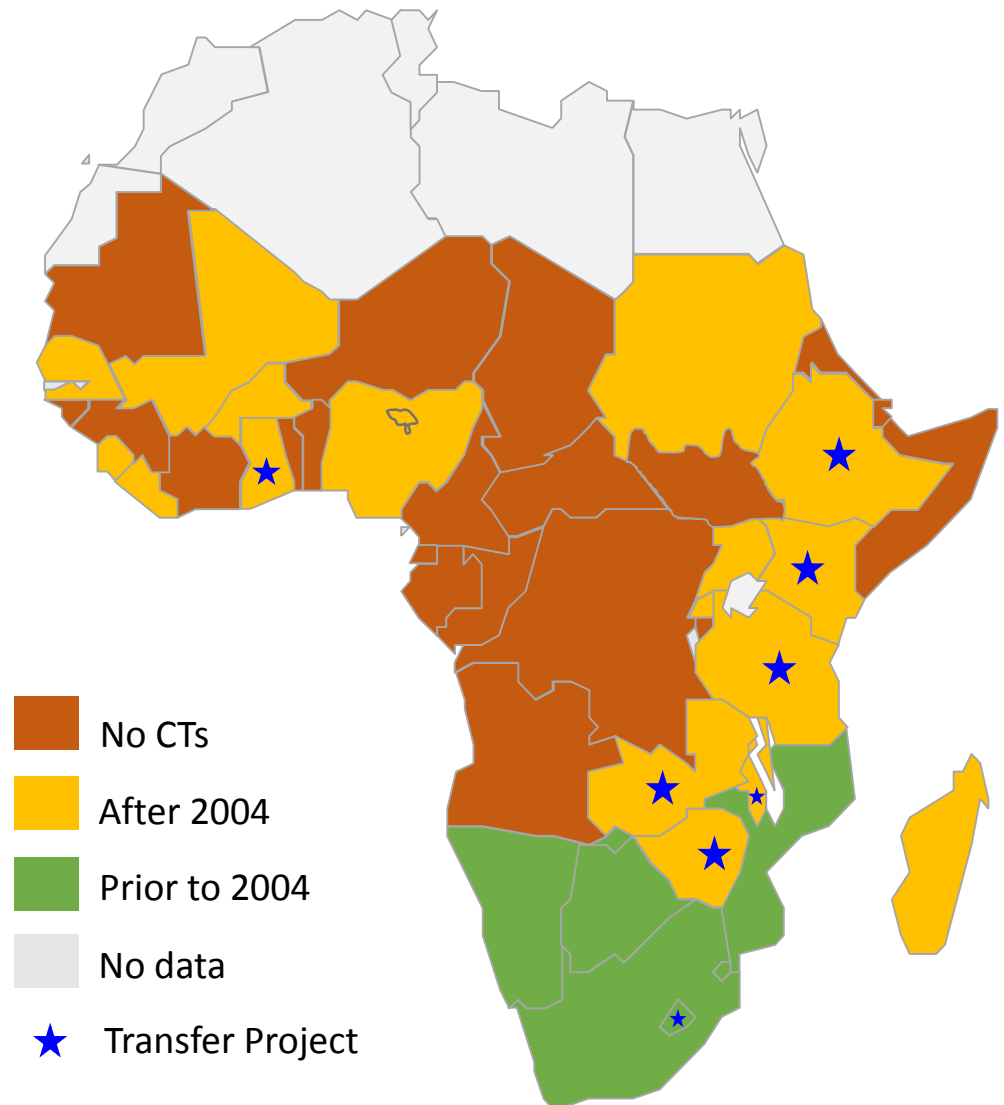 No CTs
After 2004
Prior to 2004
No data
Transfer Project